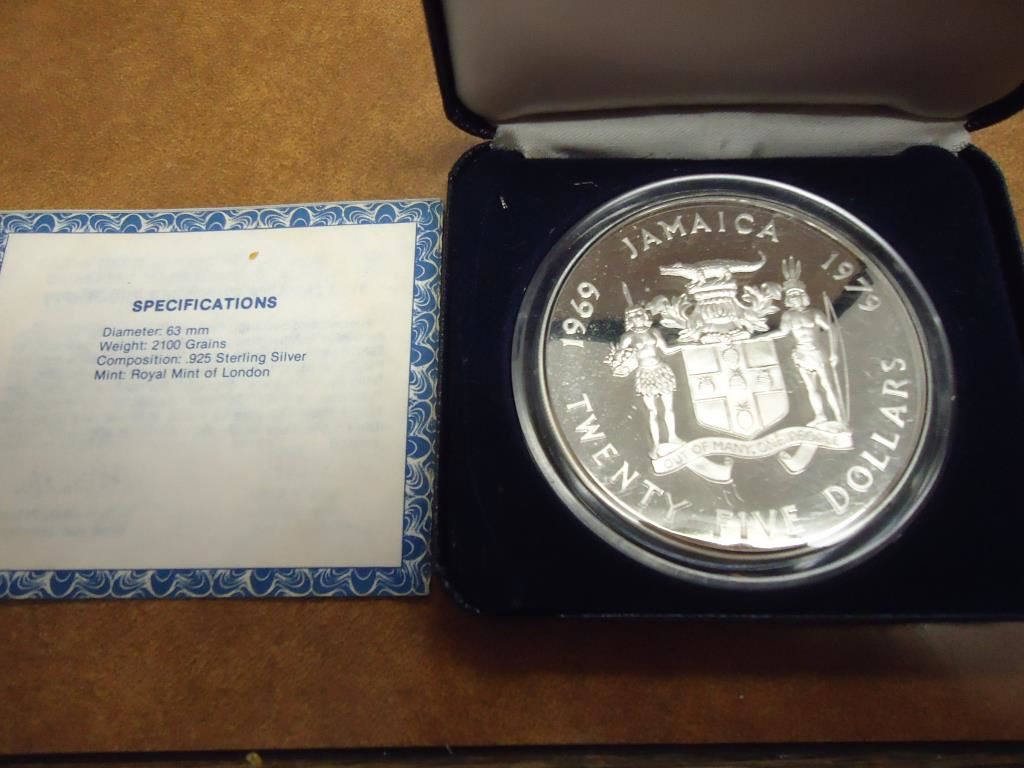 SPECIFICATIONS
Diameter: 63 mm
Weight: 2100 Grains
Composition: .925 Sterling Silver
Mint: Royal Mint of London
JAMAICA
1969
1979
OUT OF MANY, ONE PEOPLE
TWENTY FIVE DOLLARS